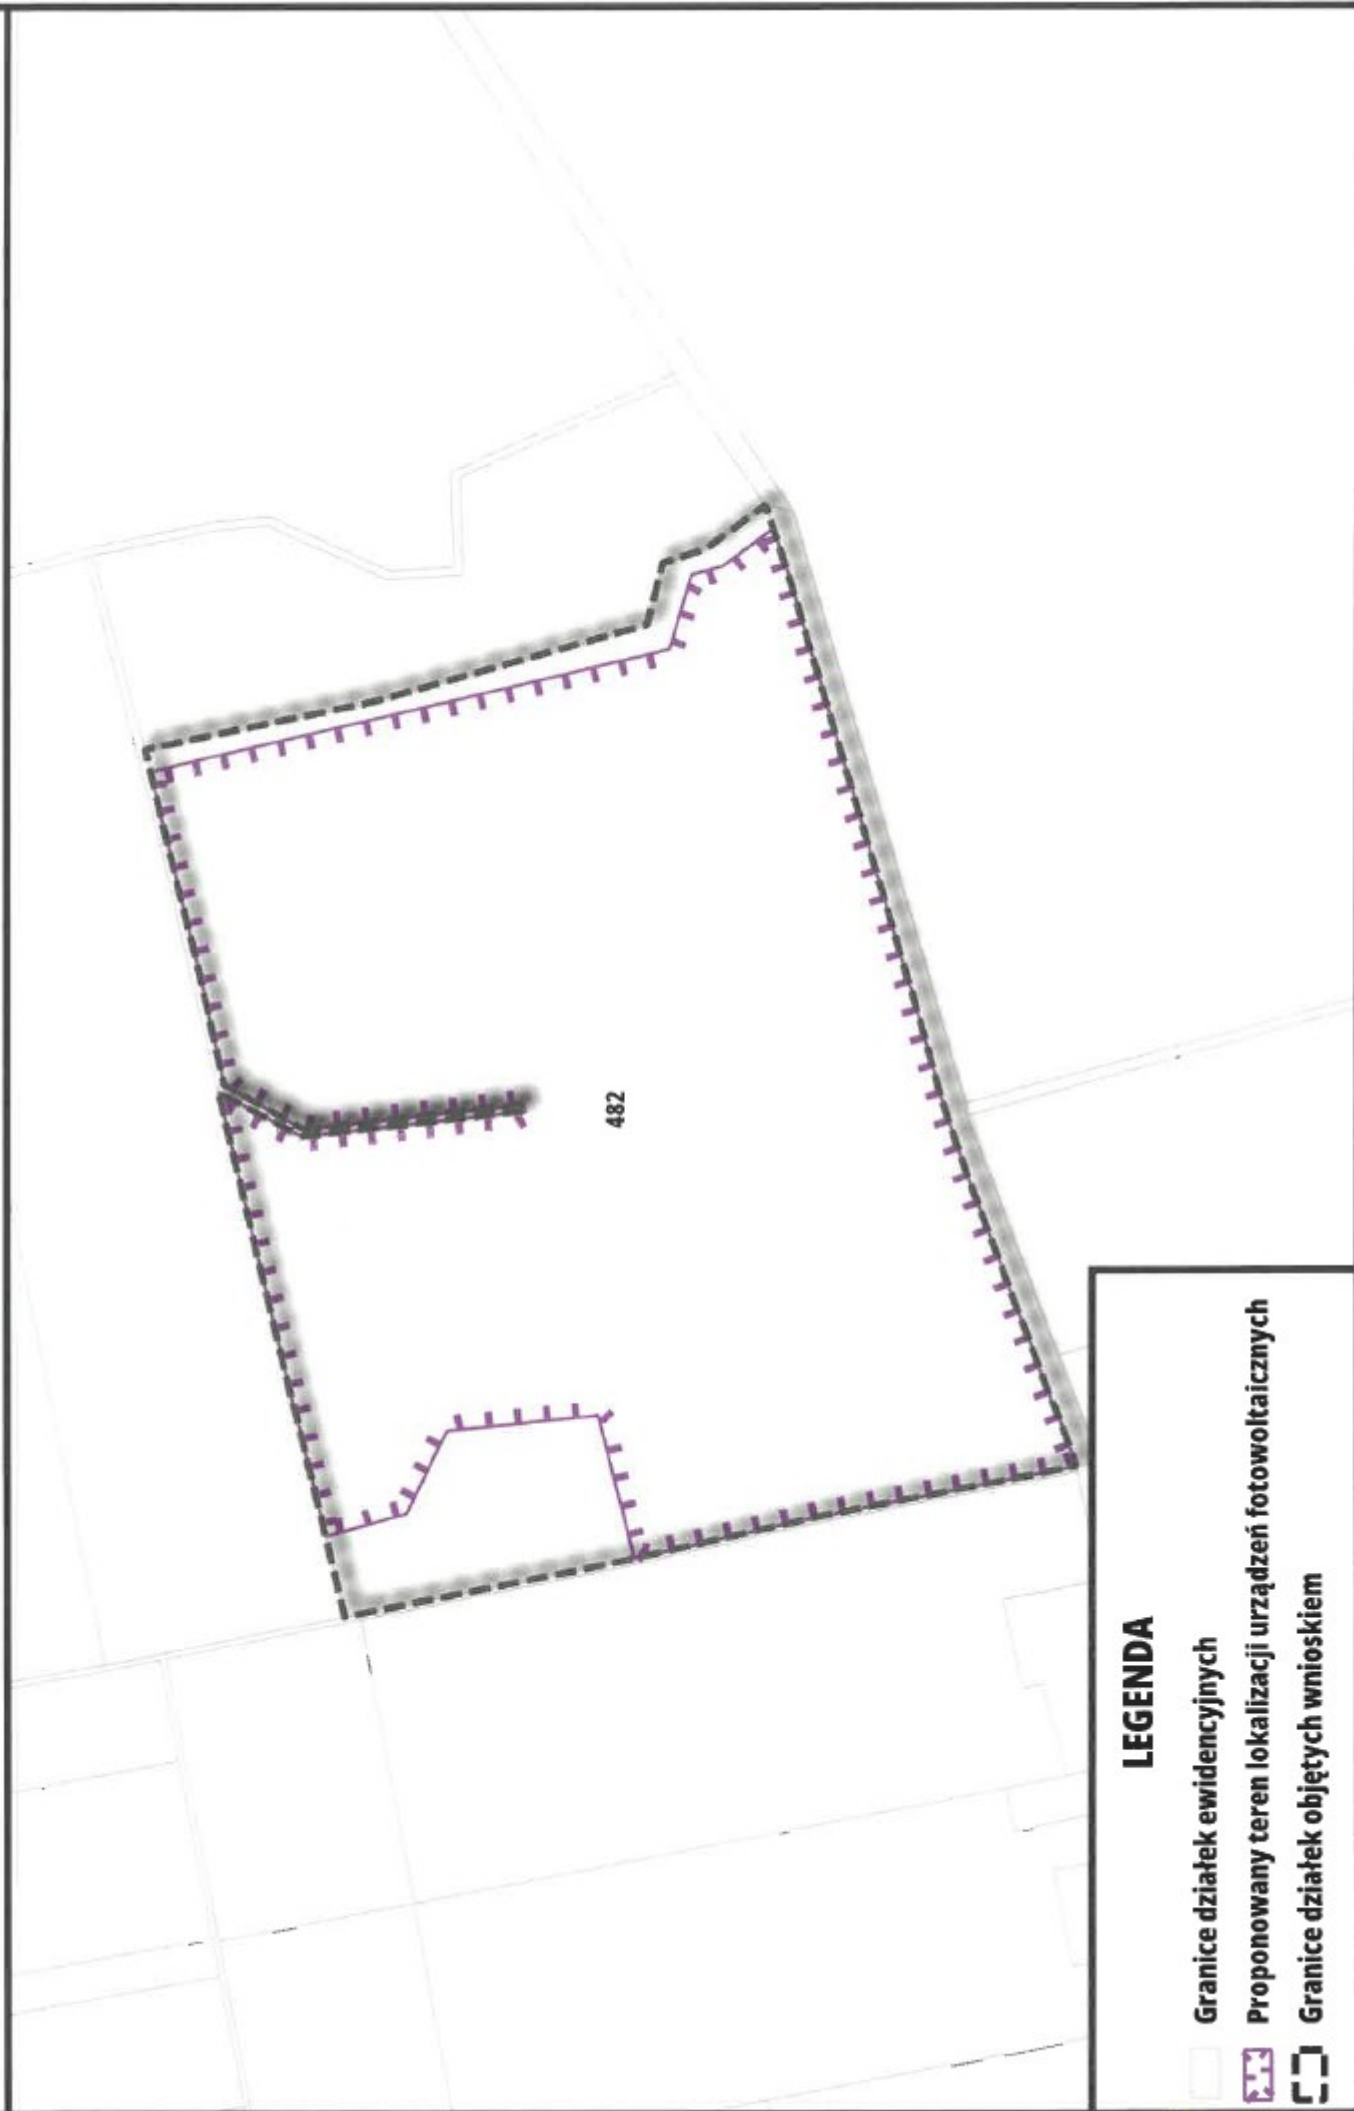 482
LEGENDA
Granice działek ewidencyjnych
Proponowany teren lokalizacji urządzeń fotowoltaicznych
Granice działek objętych wnioskiem